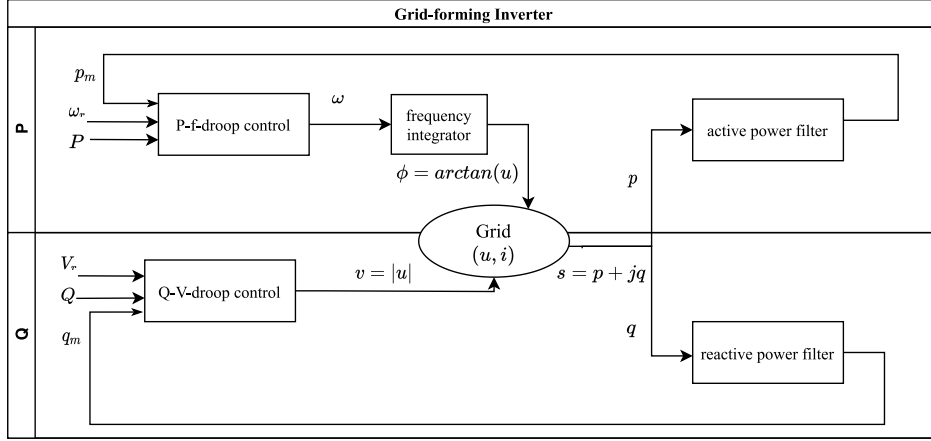 Grid-forming Inverter
P
p_m
ω_r
P
P-f-droop control
ω
frequency
integrator
ϕ = arctan(u)
p
active power filter
Grid
(u, i)
s = p + jq
Q
V_r
Q
q_m
Q-V-droop control
v = |u|
q
reactive power filter